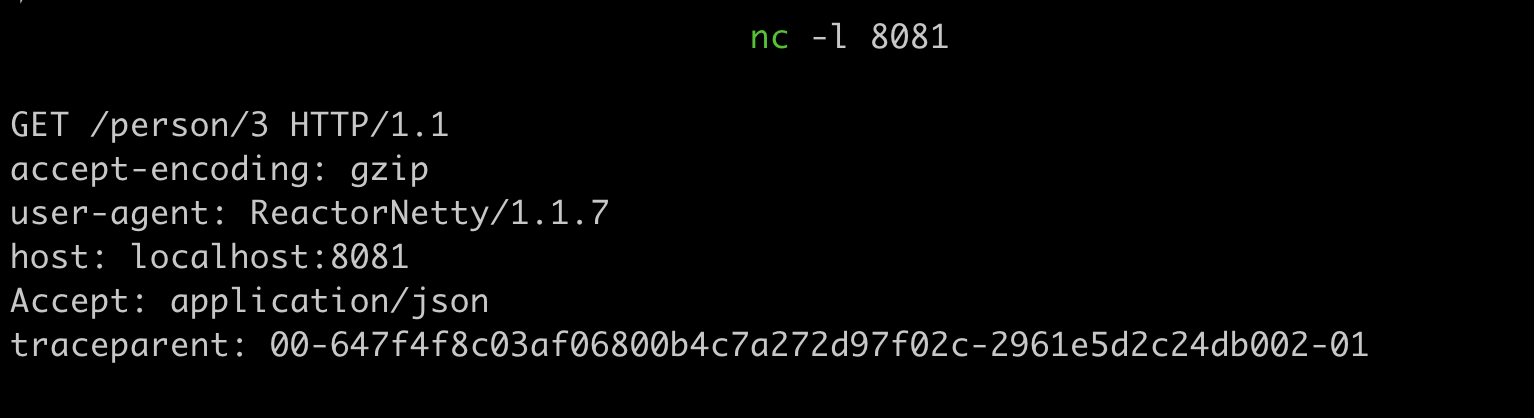 nc -l 8081
GET /person/3 HTTP/1.1
accept-encoding: gzip
user-agent: ReactorNetty/1.1.7
host: localhost:8081
Accept: application/json
traceparent: 00-647f4f8c03af06800b4c7a272d97f02c-2961e5d2c24db002-01